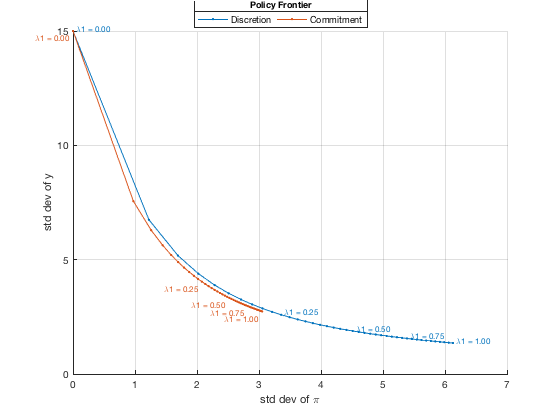 Policy Frontier
Discretion Commitment
15
λ1 = 0.00
λ1 = 0.00
10
5
0
std dev of y
λ1 = 0.25
λ1 = 0.50
λ1 = 0.75
λ1 = 1.00
λ1 = 0.25
λ1 = 0.50
λ1 = 0.75
λ1 = 1.00
0 1 2 3 4 5 6 7
std dev of π